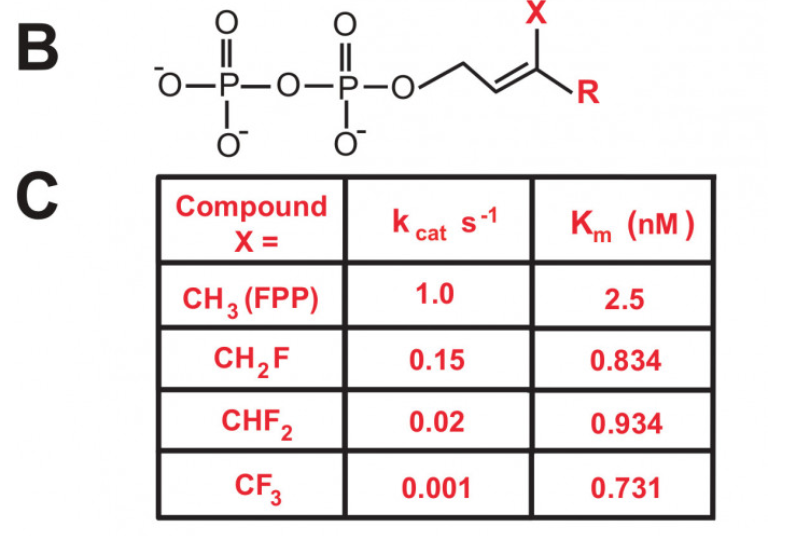 B
X
O O
⁻O—P—O—P—O
R
O⁻ O⁻
C
Compound X = k cat s⁻¹ Kₘ (nM)
CH₃ (FPP) 1.0 2.5
CH₂F 0.15 0.834
CHF₂ 0.02 0.934
CF₃ 0.001 0.731